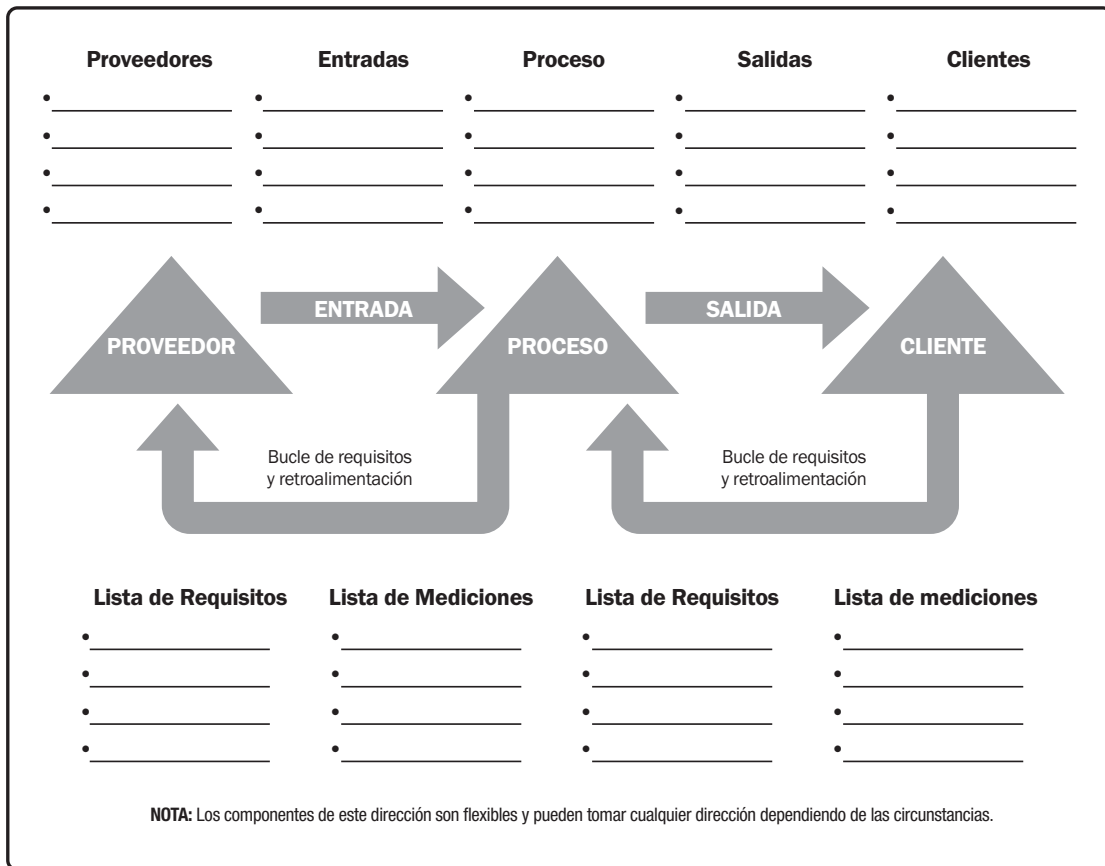 Proveedores Entradas Proceso Salidas Clientes
ENTRADA SALIDA
PROVEEDOR PROCESO CLIENTE
Bucle de requisitos
y retroalimentación
Bucle de requisitos
y retroalimentación
Lista de Requisitos Lista de Mediciones Lista de Requisitos Lista de mediciones
NOTA: Los componentes de este dirección son flexibles y pueden tomar cualquier dirección dependiendo de las circunstancias.